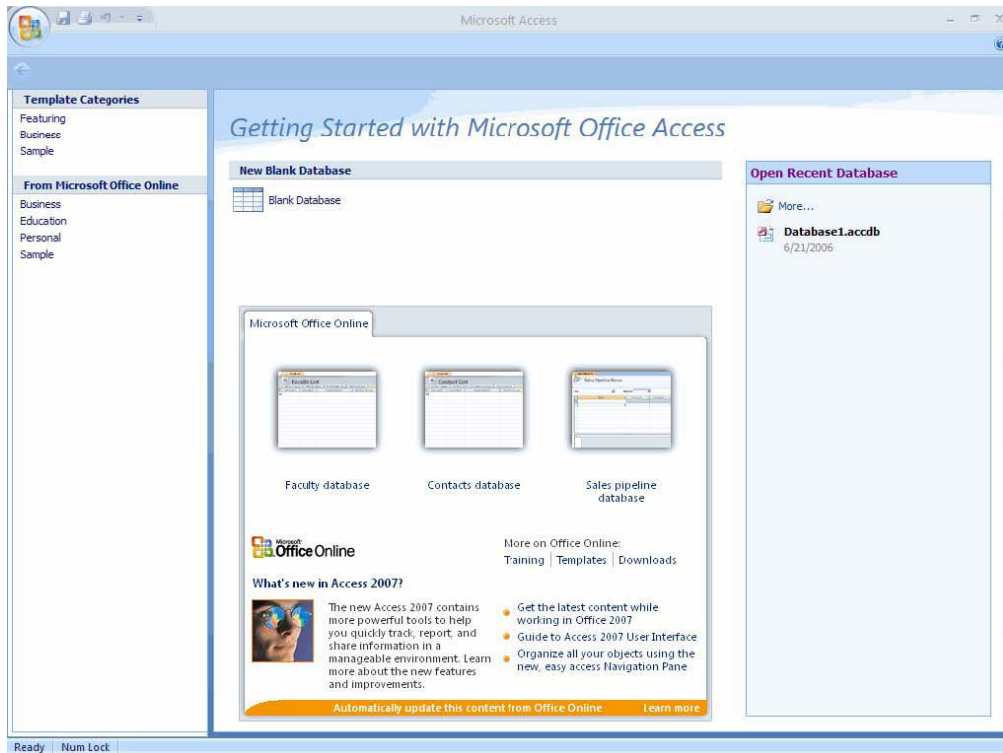 Microsoft Access
Template Categories
Featuring
Business
Sample
From Microsoft Office Online
Business
Education
Personal
Sample
Getting Started with Microsoft Office Access
New Blank Database
Blank Database
Microsoft Office Online
Faculty List
Contact List
Faculty database
Contacts database
Sales pipeline
database
Microsoft
Office Online
More on Office Online:
Training
Templates
Downloads
What's new in Access 2007?
The new Access 2007 contains
more powerful tools to help
you quickly track, report, and
share information in a
manageable environment. Learn
more about the new features
and improvements.
Get the latest content while
working in Office 2007
Guide to Access 2007 User Interface
Organize all your objects using the
new, easy access Navigation Pane
Automatically update this content from Office Online
Learn more
Open Recent Database
More...
Database1.accdb
6/21/2006
Ready
Num Lock